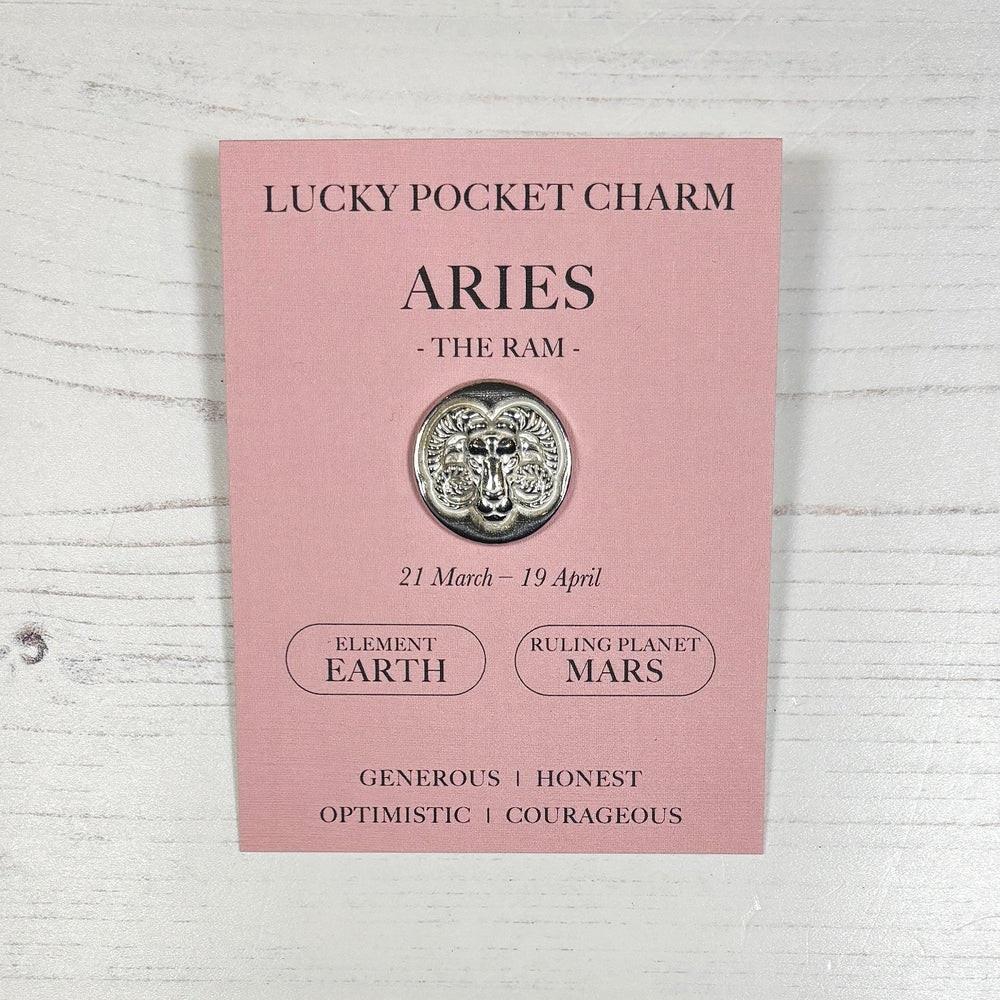 LUCKY POCKET CHARM
ARIES
- THE RAM -
21 March – 19 April
ELEMENT
EARTH
RULING PLANET
MARS
GENEROUS | HONEST
OPTIMISTIC | COURAGEOUS